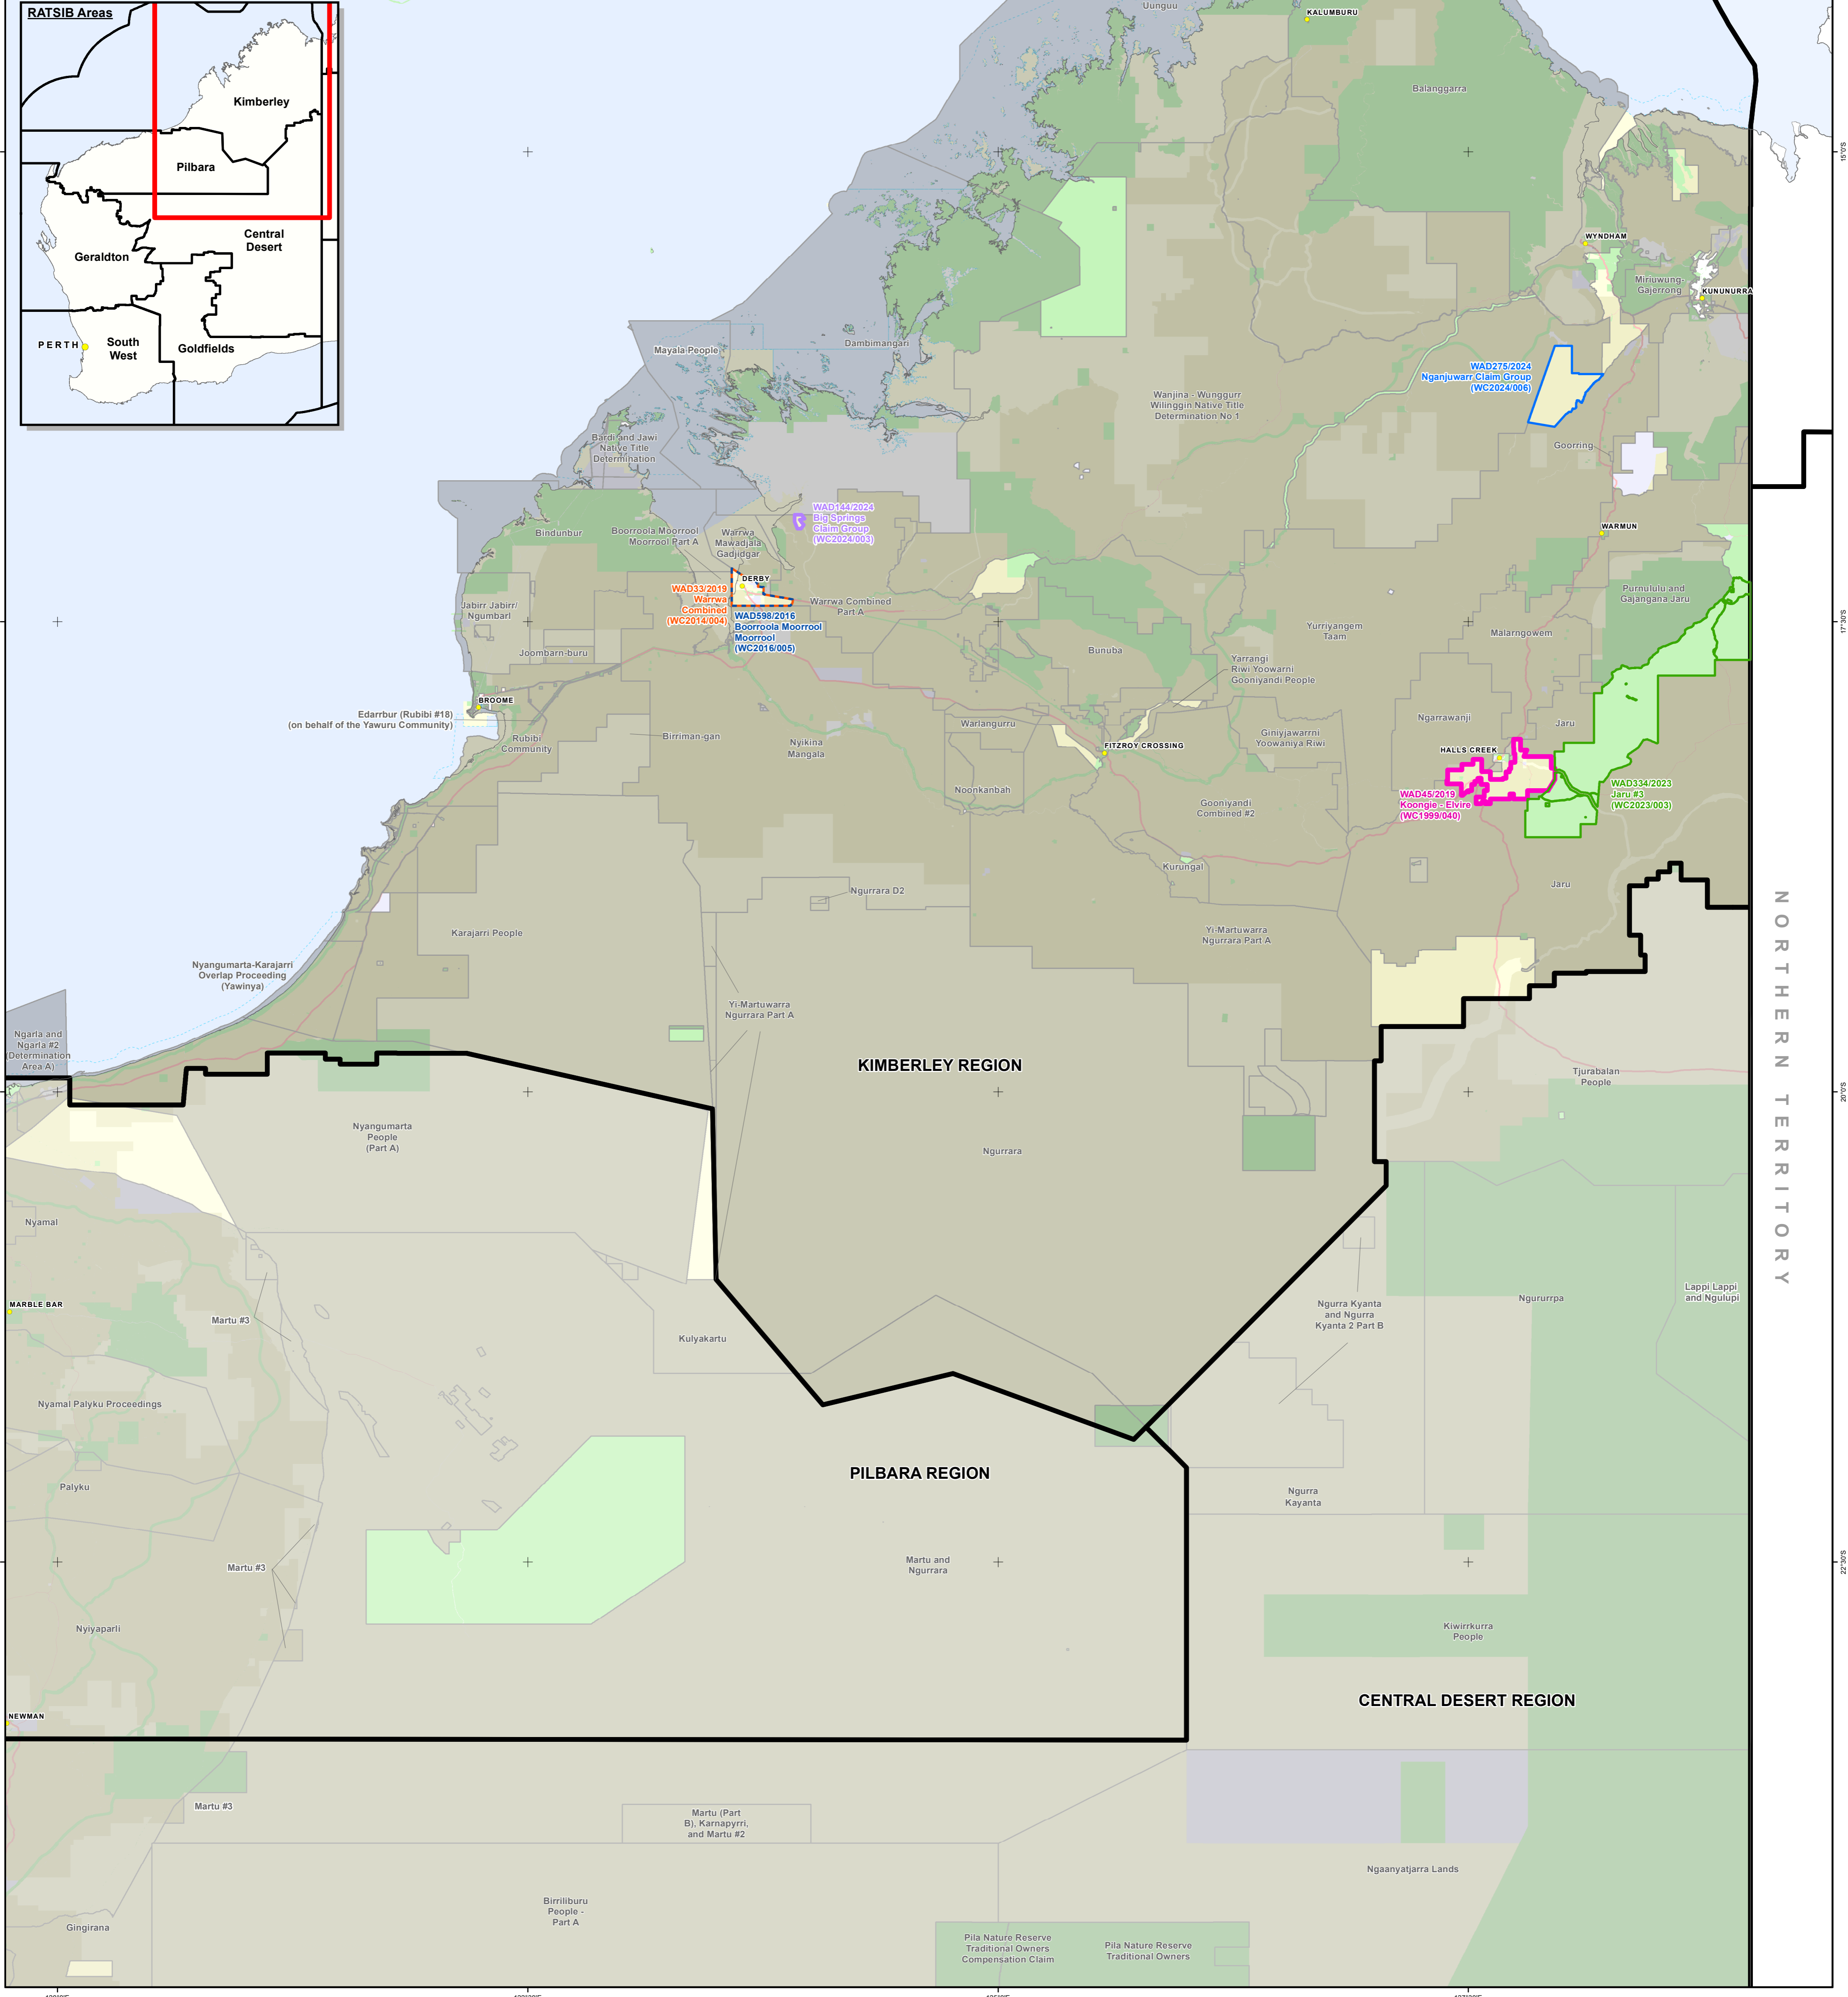 RATSIB Areas
Kimberley
Pilbara
Central
Desert
Geraldton
PERTH
South
West
Goldfields
Uunguu
KALUMBURU
Balanggarra
15°0'S
WYNDHAM
Miriuwung-
Gajerrong
KUNUNURRA
Mayala People
Dambimangari
WAD275/2024
Nganjuwarr Claim Group
(WC2024/006)
Wanjina - Wunggurr
Wilinggin Native Title
Determination No 1
Bardi and Jawi
Native Title
Determination
Goorring
WAD144/2024
Big Springs
Claim Group
(WC2024/003)
Bindunbur
Boorroola Moorrool
Moorrool Part A
Warrwa
Mawadjala
Gadjidgar
WARMUN
DERBY
WAD33/2019
Warrwa
Combined
(WC2014/004)
Warrwa Combined
Part A
WAD598/2016
Boorroola Moorrool
Moorrool
(WC2016/005)
Purnululu and
Gajangana Jaru
Jabirr Jabirr/
Ngumbarl
Yurriyangem
Taam
Malarngowem
17°30'S
Joombarn-buru
Bunuba
Yarrangi
Riwi Yoowarni
Gooniyandi People
BROOME
Edarrbur (Rubibi #18)
(on behalf of the Yawuru Community)
Rubibi
Community
Birriman-gan
Nyikina
Mangala
Warlangurru
Ngarrawanji
Jaru
Giniyjawarrni
Yoowaniya Riwi
FITZROY CROSSING
HALLS CREEK
Noonkanbah
WAD45/2019
Koongie - Elvire
(WC1999/040)
WAD334/2023
Jaru #3
(WC2023/003)
Gooniyandi
Combined #2
Kurungal
Ngurrara D2
Jaru
Karajarri People
Yi-Martuwarra
Ngurrara Part A
Nyangumarta-Karajarri
Overlap Proceeding
(Yawinya)
Yi-Martuwarra
Ngurrara Part A
NORTHERN TERRITORY
Ngarla and
Ngarla #2
(Determination
Area A)
KIMBERLEY REGION
Tjurabalan
People
20°0'S
Nyangumarta
People
(Part A)
Ngurrara
Nyamal
MARBLE BAR
Martu #3
Kulyakartu
Ngurra Kyanta
and Ngurra
Kyanta 2 Part B
Ngururrpa
Lappi Lappi
and Ngulupi
Nyamal Palyku Proceedings
PILBARA REGION
Palyku
Ngurra
Kayanta
Martu #3
Martu and
Ngurrara
22°30'S
Nyiyaparli
Kiwirrkurra
People
CENTRAL DESERT REGION
NEWMAN
Martu #3
Martu (Part
B), Karnapyrri,
and Martu #2
Ngaanyatjarra Lands
Birriliburu
People -
Part A
Gingirana
Pila Nature Reserve
Traditional Owners
Compensation Claim
Pila Nature Reserve
Traditional Owners